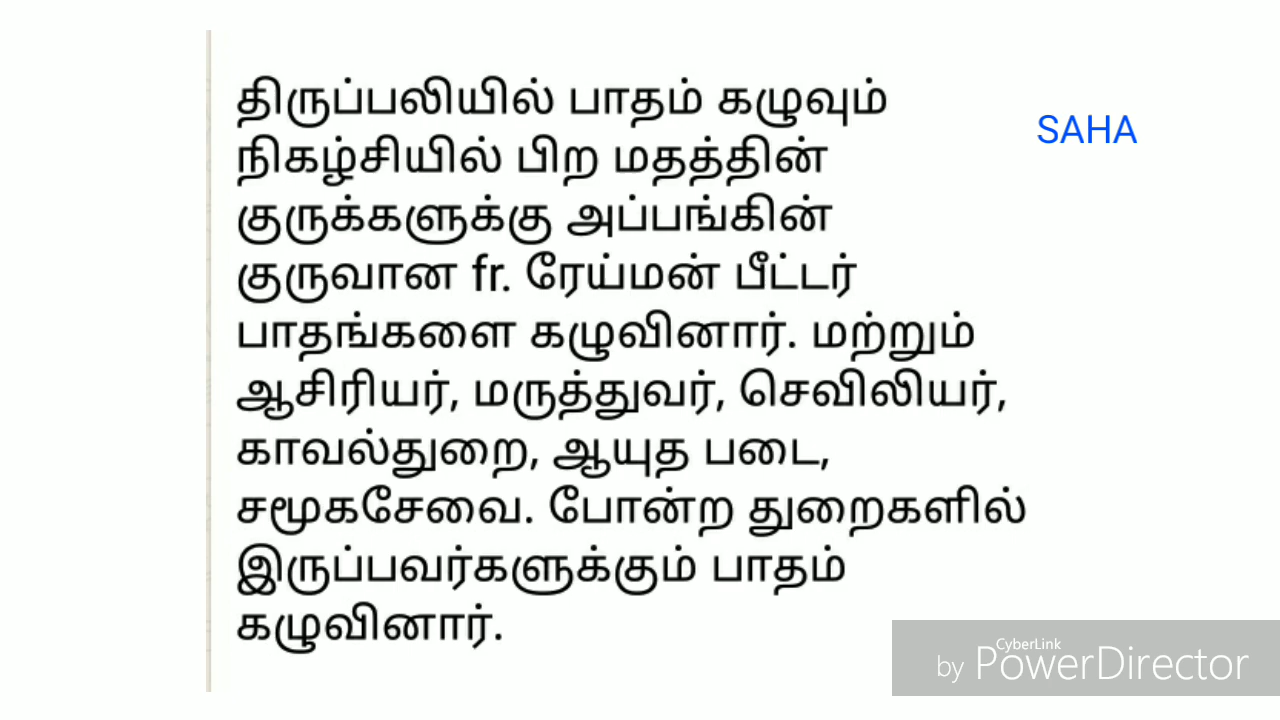 திருப்பலியில் பாதம் கழுவும்
நிகழ்சியில் பிற மதத்தின்
குருக்களுக்கு அப்பங்கின்
குருவான fr. ரேய்மன் பீட்டர்
பாதங்களை கழுவினார். மற்றும்
ஆசிரியர், மருத்துவர், செவிலியர்,
காவல்துறை, ஆயுத படை,
சமூகசேவை. போன்ற துறைகளில்
இருப்பவர்களுக்கும் பாதம்
கழுவினார்.
SAHA
CyberLink
by PowerDirector